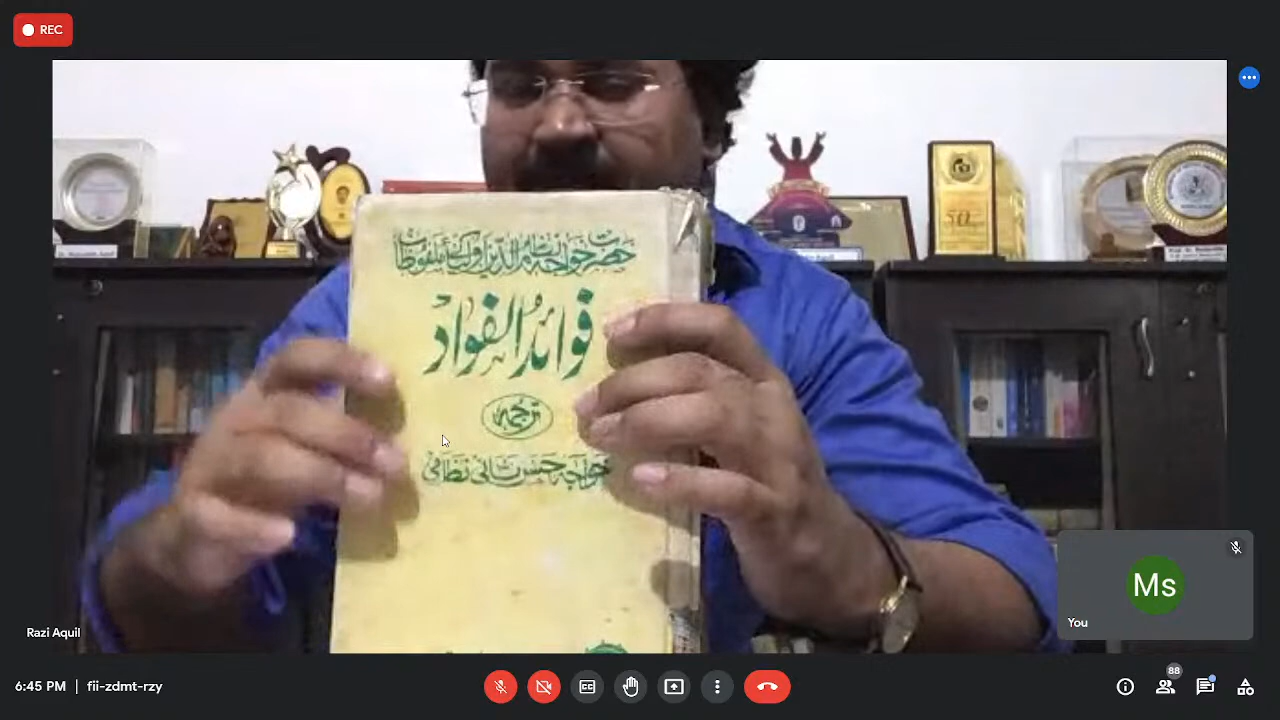 REC
حضرت خواجہ نظام الدین اولیاء کے ملفوظات
فوائد الفواد
ترجمہ
خواجہ حسن ثانی نظامی
50
Razi Aquil
Ms
You
6:45 PM | fii-zdmt-rzy
88